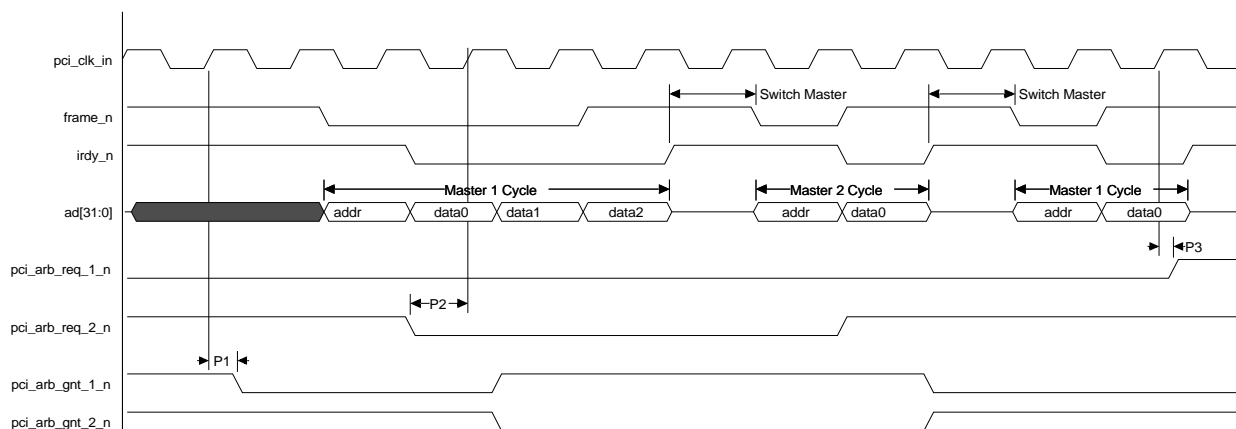 pci_clk_in
Switch Master Switch Master
frame_n
irdy_n
Master 1 Cycle Master 2 Cycle Master 1 Cycle
ad[31:0] addr data0 data1 data2 addr data0 addr data0
P3
pci_arb_req_1_n
P2
pci_arb_req_2_n
P1
pci_arb_gnt_1_n
pci_arb_gnt_2_n